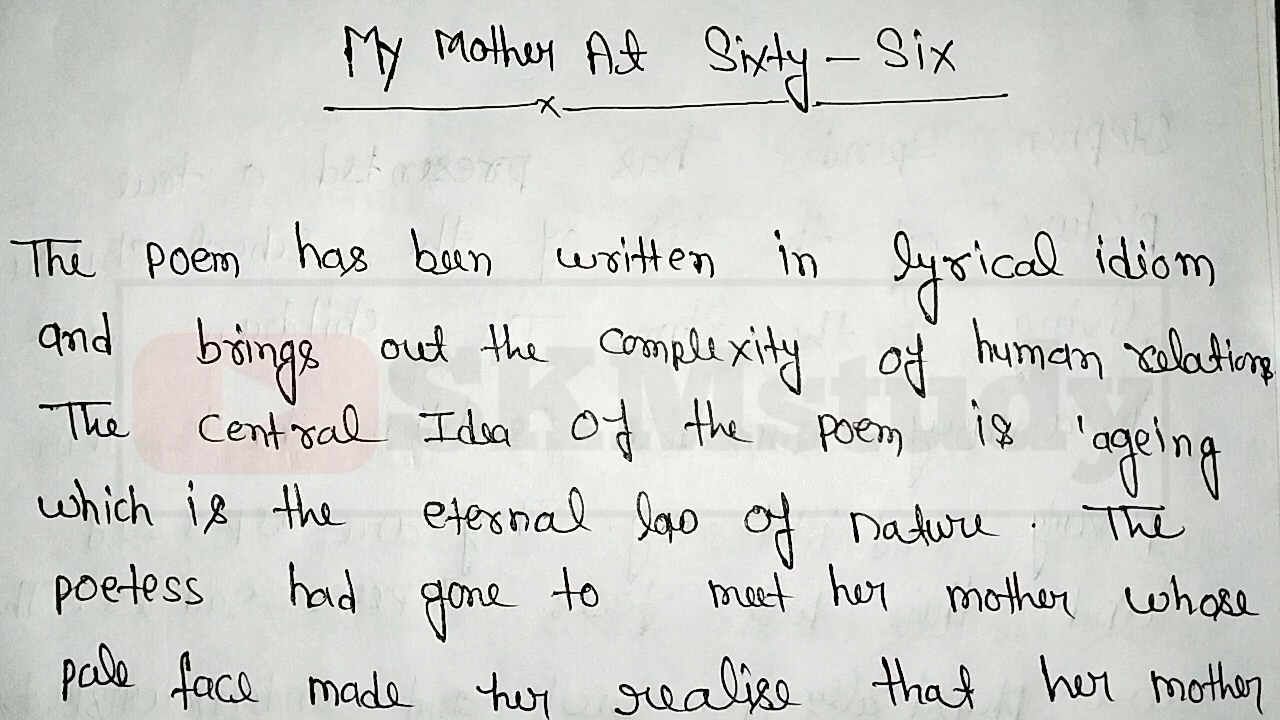 My Mother At Sixty - Six
The poem has been written in lyrical idiom
and brings out the complexity of human relations
The central Idea of the poem is 'ageing
which is the eternal law of nature. The
poetess had gone to meet her mother whose
pale face made her realise that her mother
SKMstudy